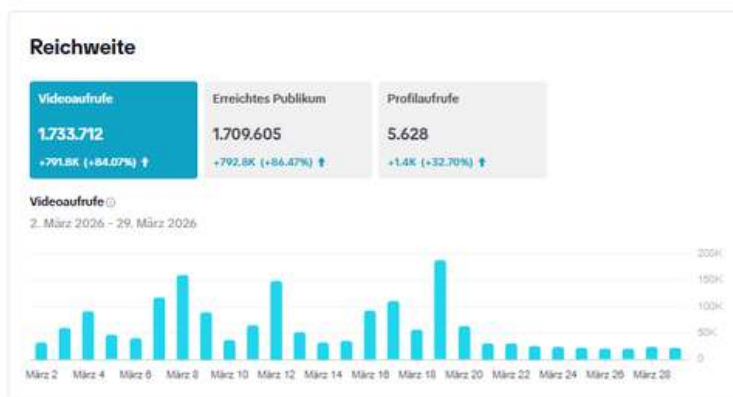 Reichweite
Videoaufrufe
Erreichtes Publikum
Profilaufrufe
1.733.712
1.709.605
5.628
+791.8K (+84.07%) ↑
+792.8K (+86.47%) ↑
+1.4K (+32.70%) ↑
Videoaufrufe
2. März 2026 - 29. März 2026
200K
150K
100K
50K
0
März 2 März 4 März 6 März 8 März 10 März 12 März 14 März 16 März 18 März 20 März 22 März 24 März 26 März 28